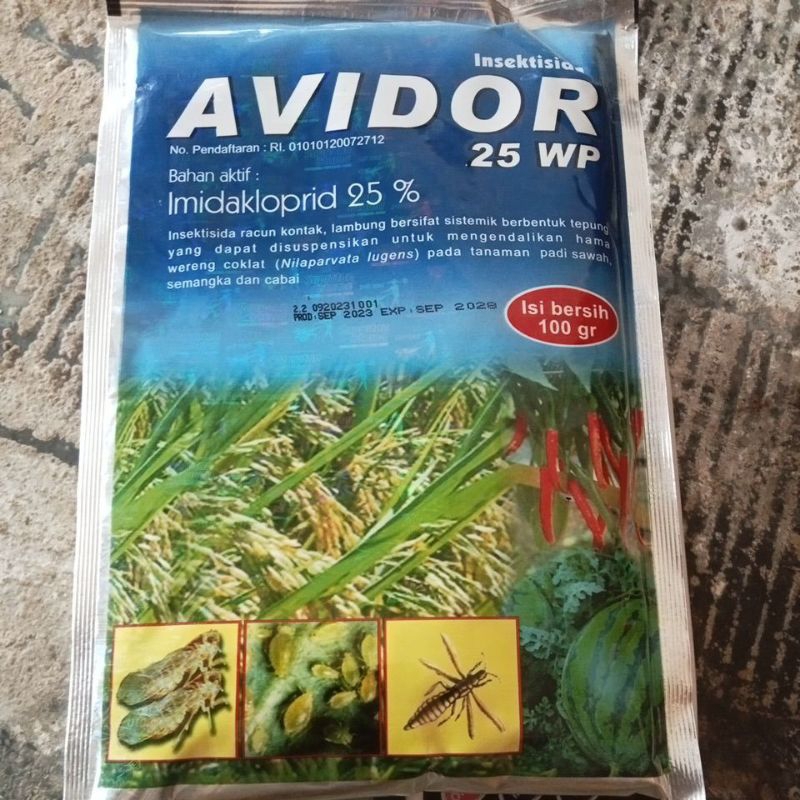 Insektisida
AVIDOR
25 WP
No. Pendaftaran : RI. 01010120072712
Bahan aktif :
Imidakloprid 25 %
Insektisida racun kontak, lambung bersifat sistemik berbentuk tepung
yang dapat disuspensikan untuk mengendalikan hama
wereng coklat (Nilaparvata lugens) pada tanaman padi sawah,
semangka dan cabai
2.2 0920231001
PROD:SEP 2023 EXP:SEP 2028
Isi bersih
100 gr